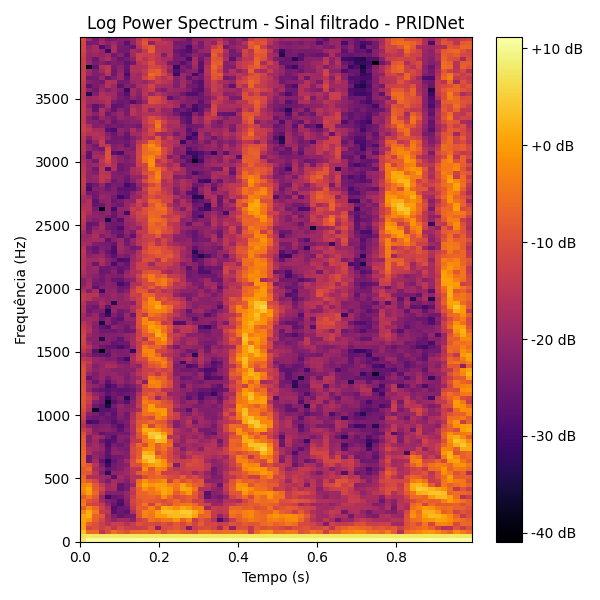 Log Power Spectrum - Sinal filtrado - PRIDNet
Frequência (Hz)
3500
3000
2500
2000
1500
1000
500
0
0.0 0.2 0.4 0.6 0.8
Tempo (s)
+10 dB
+0 dB
-10 dB
-20 dB
-30 dB
-40 dB